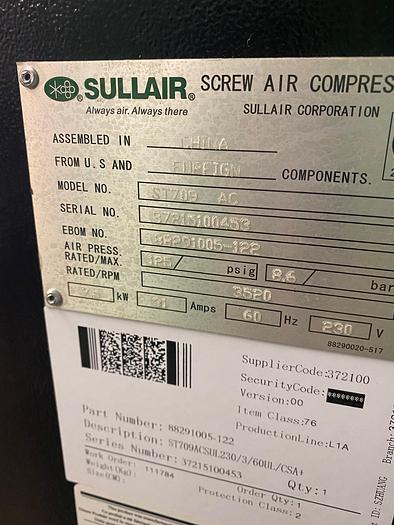 SULLAIR® SCREW AIR COMPRES
Always air. Always there
SULLAIR CORPORATION
ASSEMBLED IN CHINA
FROM U.S AND FOREIGN COMPONENTS.
MODEL NO. ST709 AC
SERIAL NO. 37215100453
EBOM NO. 88291005-122
AIR PRESS. RATED/MAX. 125/ psig 8.6/ bar
RATED/RPM 3520
kW Amps 60 Hz 230 V
88290020-517
SupplierCode:372100
SecurityCode:
Version:00
Item Class:76
ProductionLine:L1A
Part Number: 88291005-122
Description: ST709ACSUL230/3/60UL/CSA+
Series Number: 37215100453
Qty:1
Work Order: 111784
Order Qty:1
Weight(Kg):
Protection Class: 2
Size(CM):
ID: SZHUANG